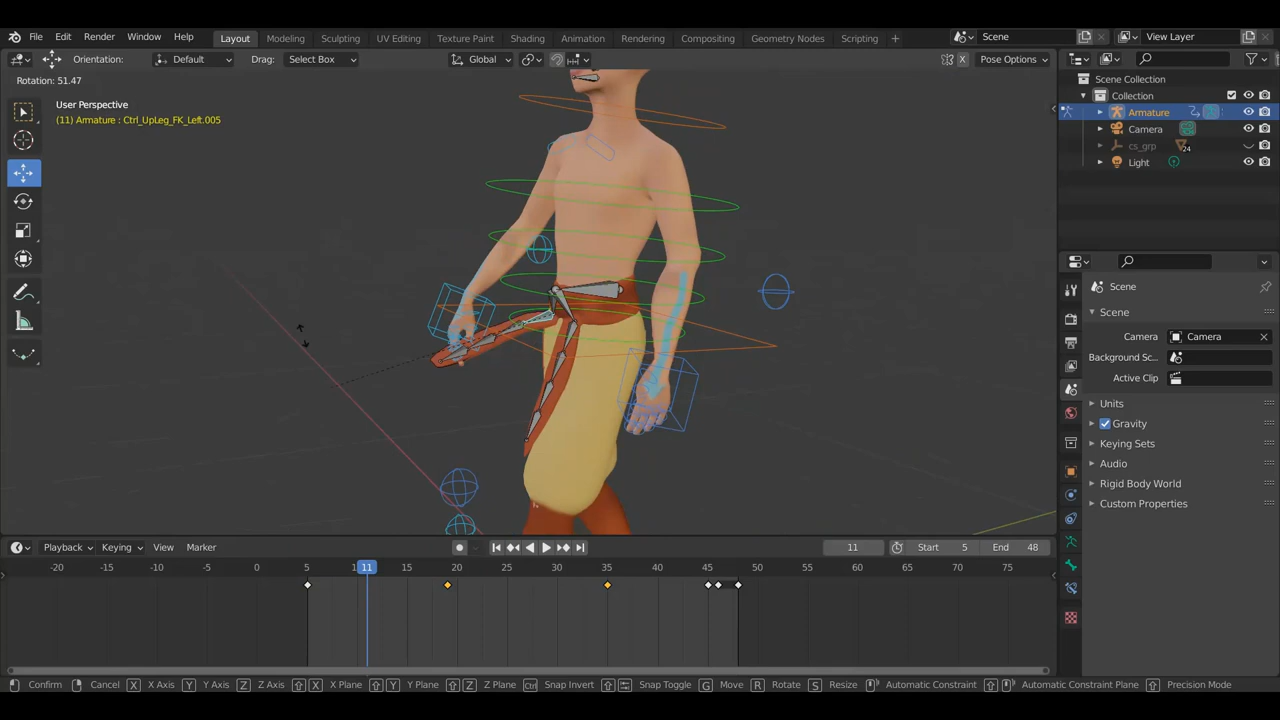 File Edit Render Window Help Layout Modeling Sculpting UV Editing Texture Paint Shading Animation Rendering Compositing Geometry Nodes Scripting + Scene View Layer
Orientation: Default Drag: Select Box Global X Pose Options
Rotation: 51.47
User Perspective
(11) Armature : Ctrl_UpLeg_FK_Left.005
Scene Collection
Collection
Armature
Camera
cs_grp 24
Light
Scene
Scene
Camera Camera
Background Sc...
Active Clip
Units
Gravity
Keying Sets
Audio
Rigid Body World
Custom Properties
Playback Keying View Marker 11 Start 5 End 48
-20 -15 -10 -5 0 5 1 11 15 20 25 30 35 40 45 50 55 60 65 70 75
Confirm Cancel X X Axis Y Y Axis Z Z Axis X X Plane Y Y Plane Z Z Plane Ctrl Snap Invert Snap Toggle G Move R Rotate S Resize Automatic Constraint Automatic Constraint Plane Precision Mode